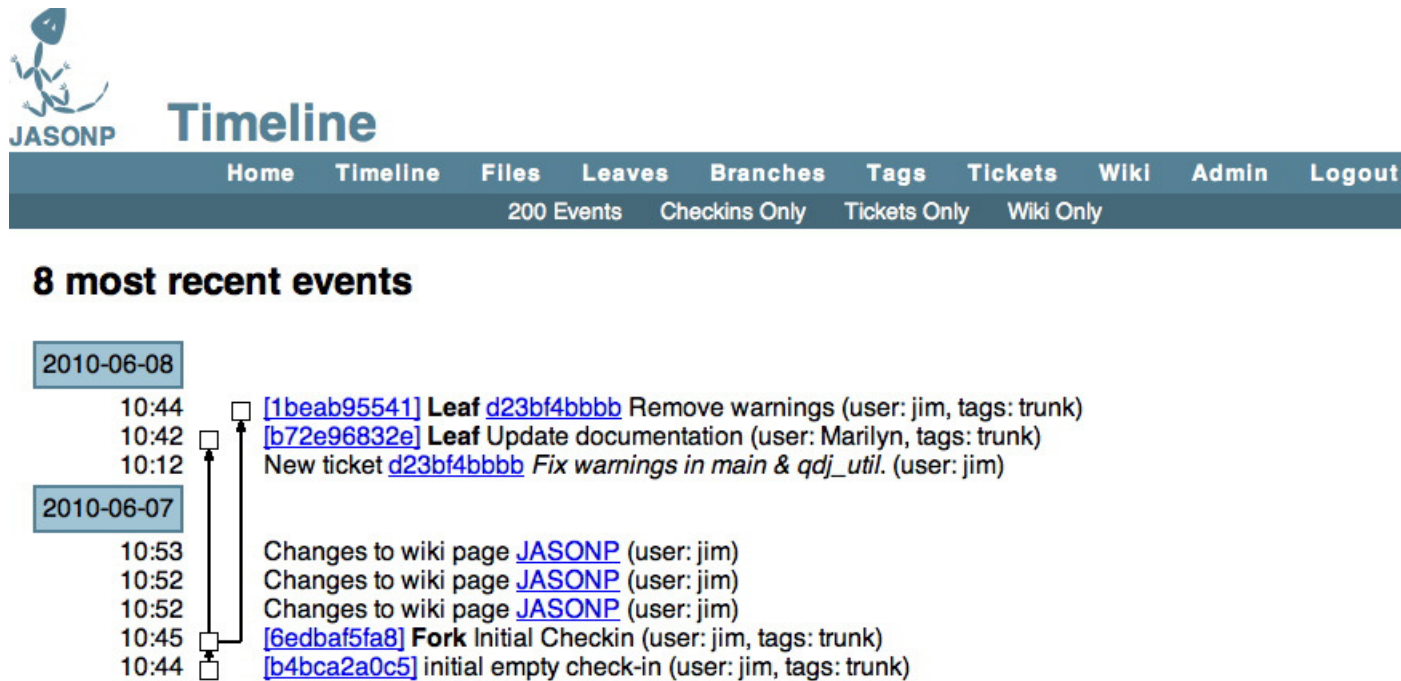 JASONP
Timeline
Home Timeline Files Leaves Branches Tags Tickets Wiki Admin Logout
200 Events Checkins Only Tickets Only Wiki Only
8 most recent events
2010-06-08
10:44 [1beab95541] Leaf d23bf4bbbb Remove warnings (user: jim, tags: trunk)
10:42 [b72e96832e] Leaf Update documentation (user: Marilyn, tags: trunk)
10:12 New ticket d23bf4bbbb Fix warnings in main & qdj_util. (user: jim)
2010-06-07
10:53 Changes to wiki page JASONP (user: jim)
10:52 Changes to wiki page JASONP (user: jim)
10:52 Changes to wiki page JASONP (user: jim)
10:45 [6edbaf5fa8] Fork Initial Checkin (user: jim, tags: trunk)
10:44 [b4bca2a0c5] initial empty check-in (user: jim, tags: trunk)